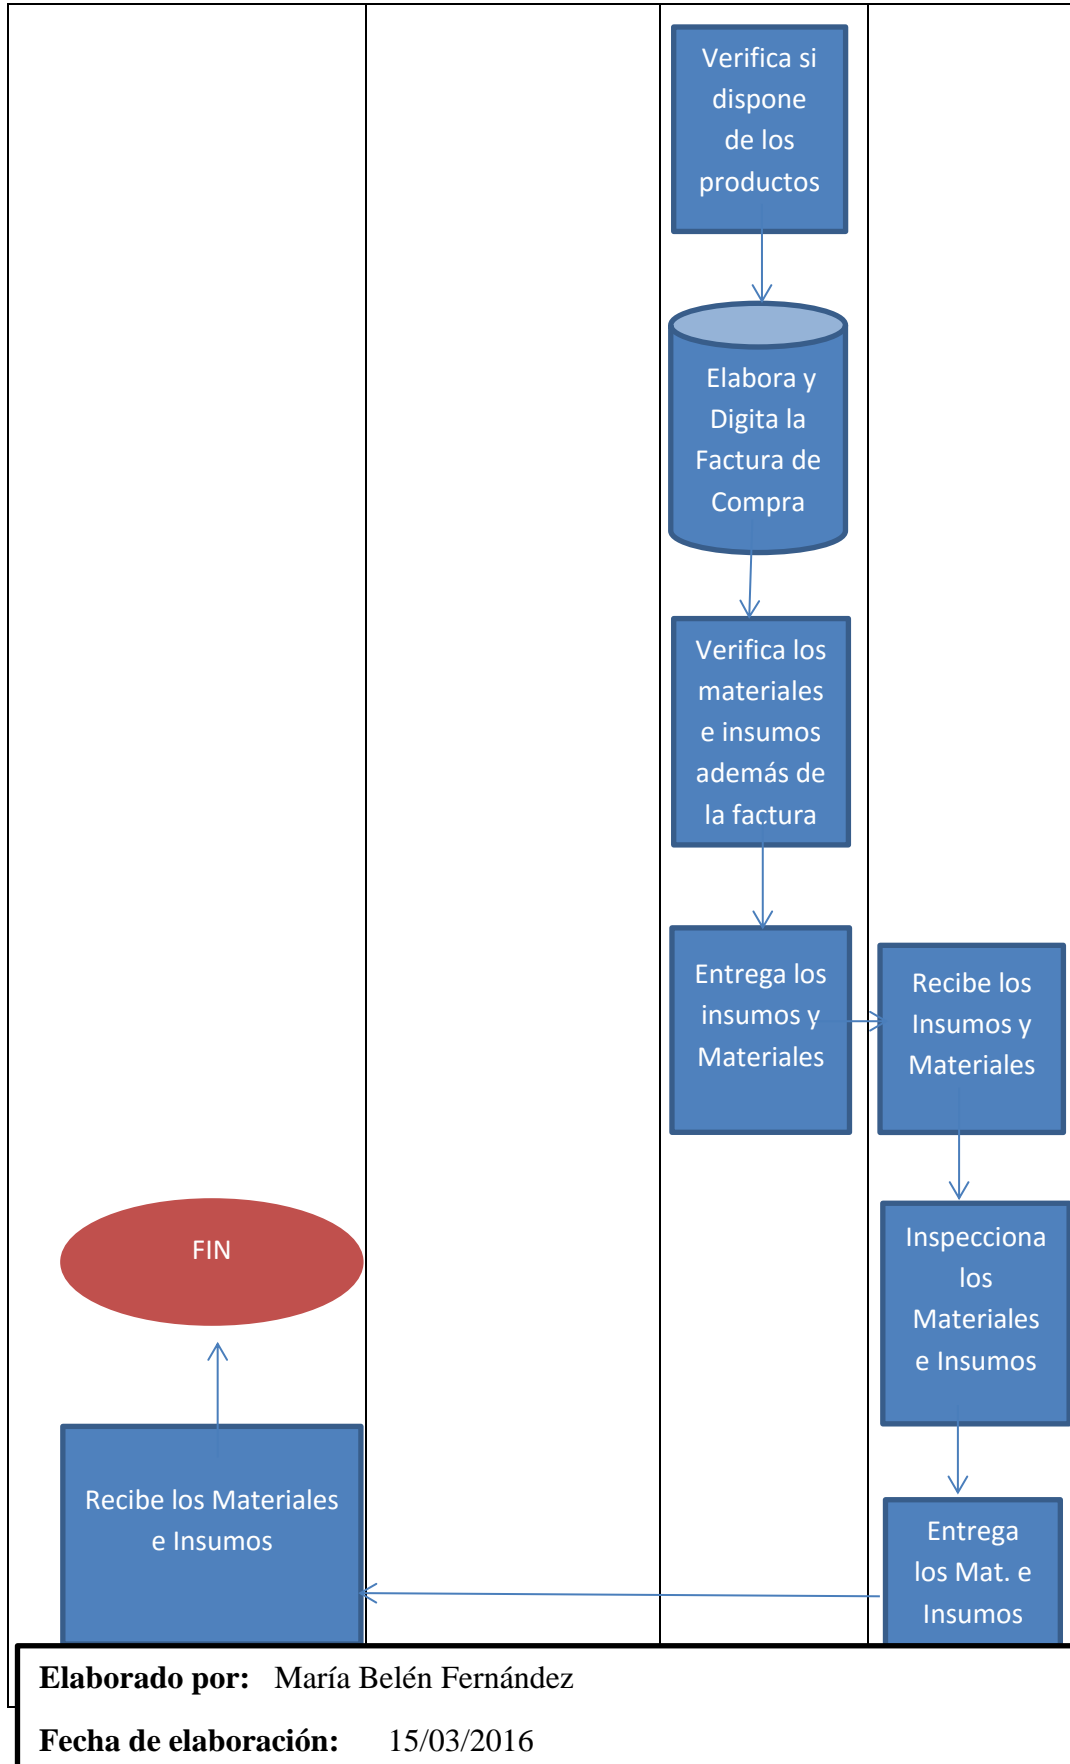 Verifica si
dispone
de los
productos
Elabora y
Digita la
Factura de
Compra
Verifica los
materiales
e insumos
además de
la factura
Entrega los
insumos y
Materiales
Recibe los
Insumos y
Materiales
Inspecciona
los
Materiales
e Insumos
Entrega
los Mat. e
Insumos
Recibe los Materiales
e Insumos
FIN
Elaborado por: María Belén Fernández
Fecha de elaboración: 15/03/2016